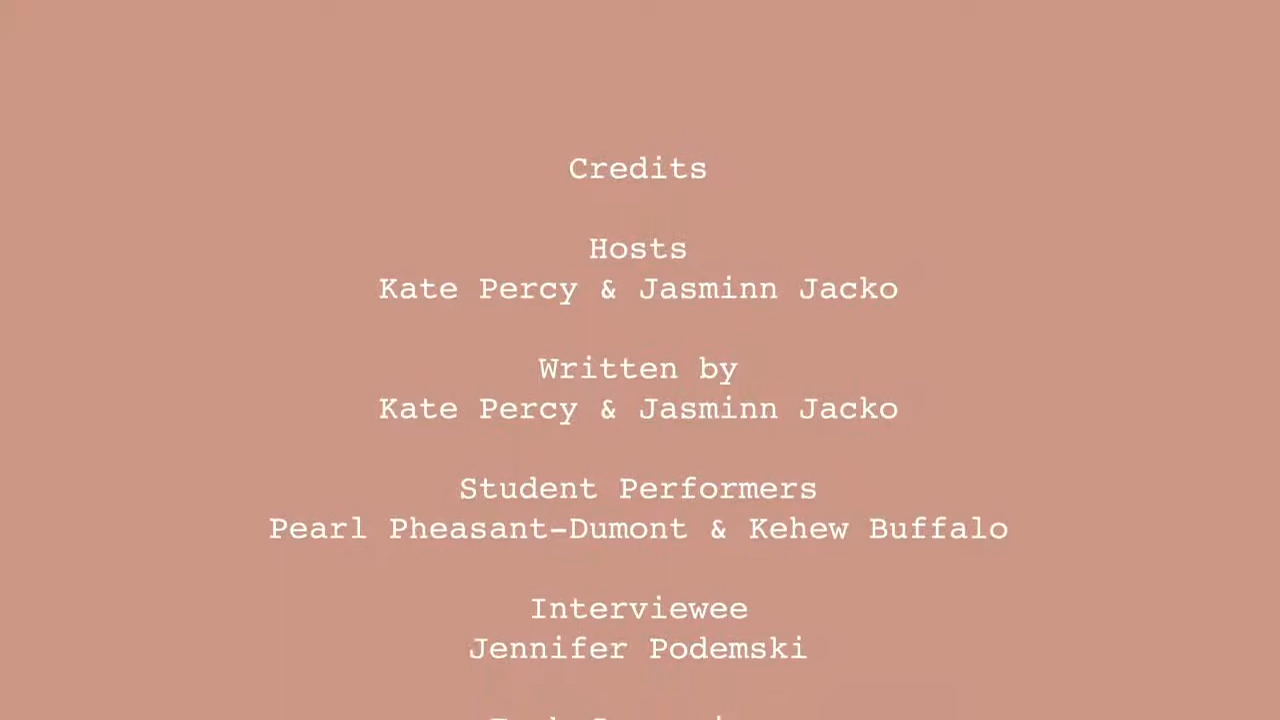 Credits
Hosts
Kate Percy & Jasminn Jacko
Written by
Kate Percy & Jasminn Jacko
Student Performers
Pearl Pheasant-Dumont & Kehew Buffalo
Interviewee
Jennifer Podemski